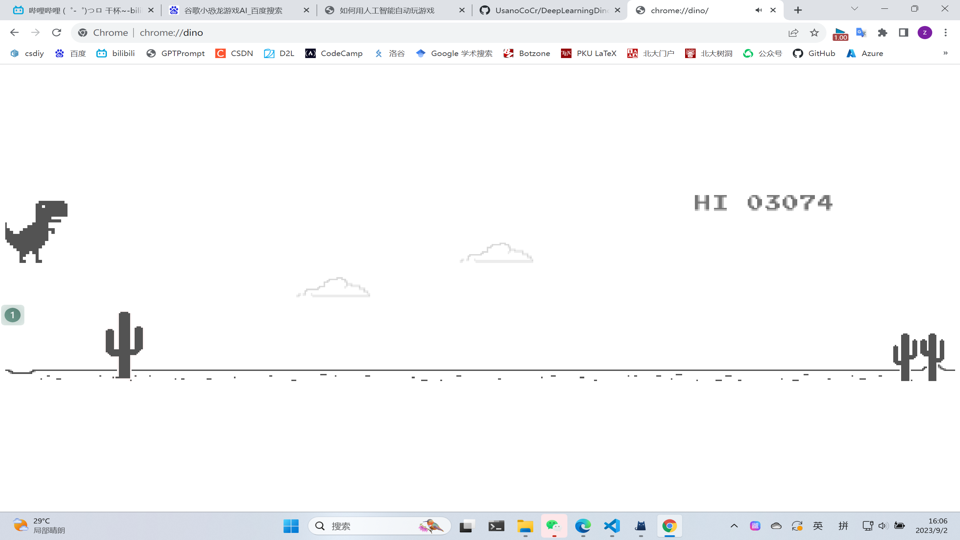 哔哩哔哩 (゜-゜)つロ 干杯~-bili
谷歌小恐龙游戏AI_百度搜索
如何用人工智能自动玩游戏
UsanoCoCr/DeepLearningDin
chrome://dino/
Chrome | chrome://dino
1.00
z
csdiy 百度 bilibili GPTPrompt CSDN D2L CodeCamp 洛谷 Google 学术搜索 Botzone PKU LaTeX 北大门户 北大树洞 公众号 GitHub Azure »
HI 03074
1
29°C
局部晴朗
搜索
英 拼
16:06
2023/9/2